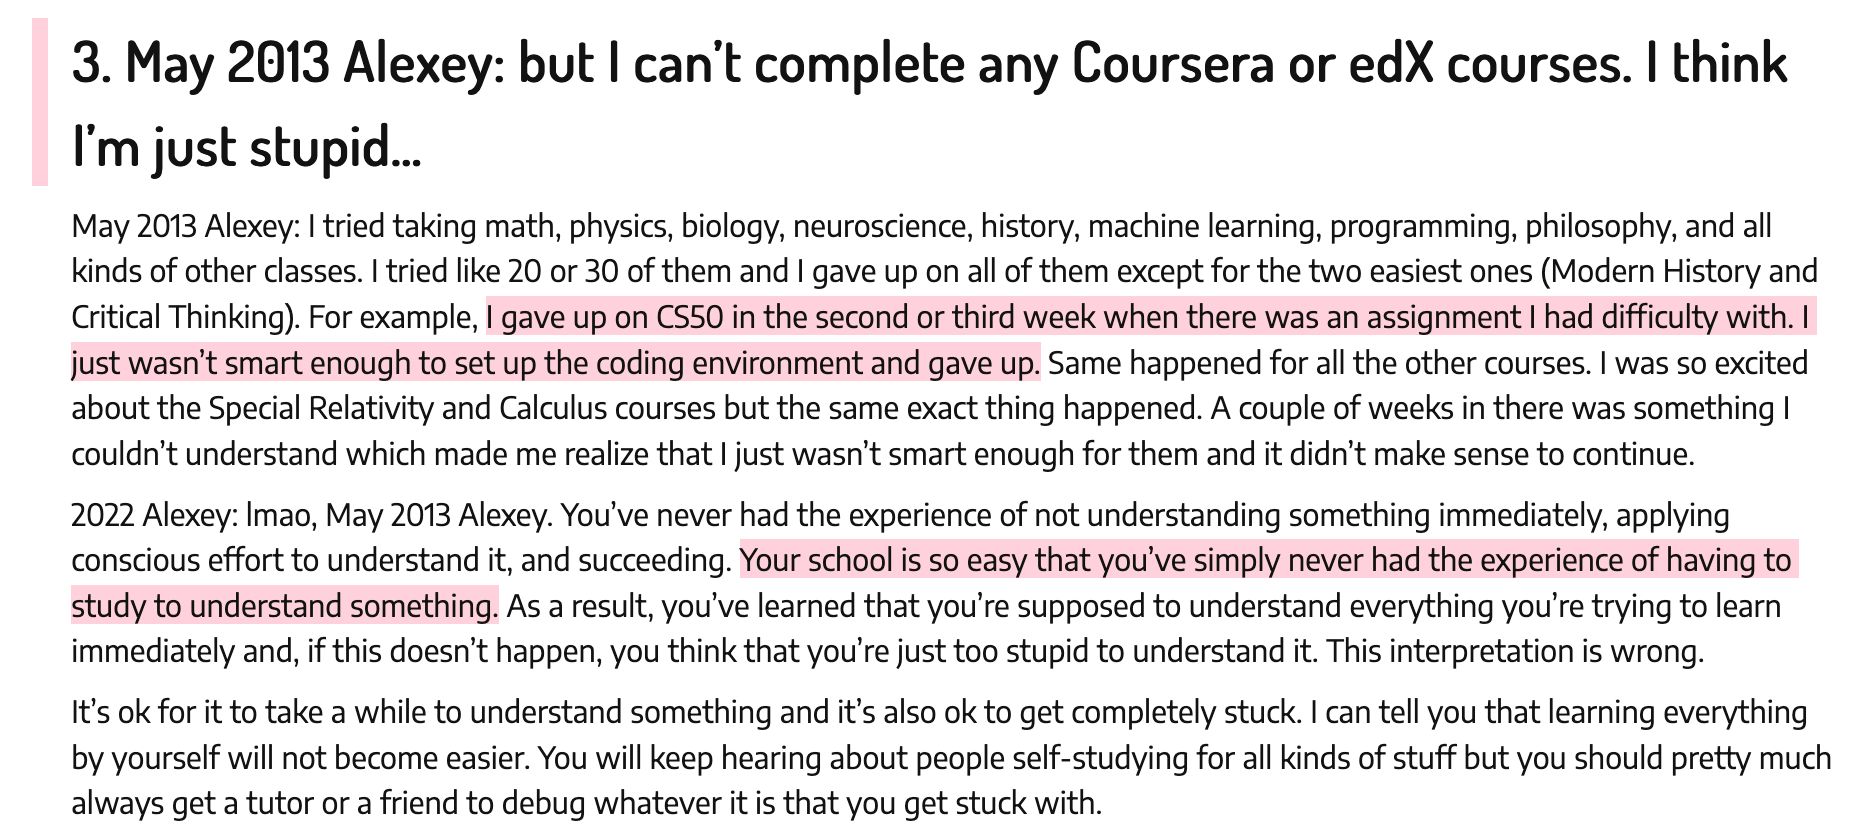 3. May 2013 Alexey: but I can’t complete any Coursera or edX courses. I think
I’m just stupid…
May 2013 Alexey: I tried taking math, physics, biology, neuroscience, history, machine learning, programming, philosophy, and all
kinds of other classes. I tried like 20 or 30 of them and I gave up on all of them except for the two easiest ones (Modern History and
Critical Thinking). For example, I gave up on CS50 in the second or third week when there was an assignment I had difficulty with. I
just wasn’t smart enough to set up the coding environment and gave up. Same happened for all the other courses. I was so excited
about the Special Relativity and Calculus courses but the same exact thing happened. A couple of weeks in there was something I
couldn’t understand which made me realize that I just wasn’t smart enough for them and it didn’t make sense to continue.
2022 Alexey: lmao, May 2013 Alexey. You’ve never had the experience of not understanding something immediately, applying
conscious effort to understand it, and succeeding. Your school is so easy that you’ve simply never had the experience of having to
study to understand something. As a result, you’ve learned that you’re supposed to understand everything you’re trying to learn
immediately and, if this doesn’t happen, you think that you’re just too stupid to understand it. This interpretation is wrong.
It’s ok for it to take a while to understand something and it’s also ok to get completely stuck. I can tell you that learning everything
by yourself will not become easier. You will keep hearing about people self-studying for all kinds of stuff but you should pretty much
always get a tutor or a friend to debug whatever it is that you get stuck with.